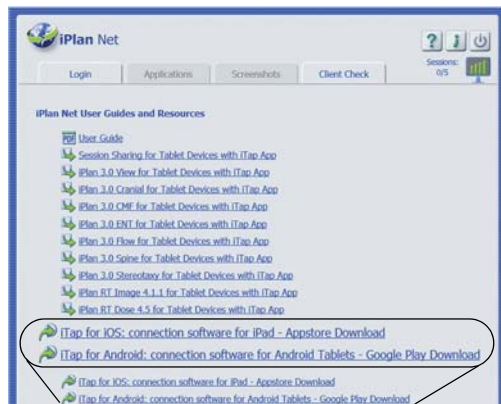 iPlan Net
? i
Login Applications Screenshots Client Check
Sessions:
0/5
iPlan Net User Guides and Resources
PDF User Guide
Session Sharing for Tablet Devices with iTap App
iPlan 3.0 View for Tablet Devices with iTap App
iPlan 3.0 Cranial for Tablet Devices with iTap App
iPlan 3.0 CMF for Tablet Devices with iTap App
iPlan 3.0 ENT for Tablet Devices with iTap App
iPlan 3.0 Flow for Tablet Devices with iTap App
iPlan 3.0 Spine for Tablet Devices with iTap App
iPlan 3.0 Stereotaxy for Tablet Devices with iTap App
iPlan RT Image 4.1.1 for Tablet Devices with iTap App
iPlan RT Dose 4.5 for Tablet Devices with iTap App
iTap for iOS: connection software for iPad - Appstore Download
iTap for Android: connection software for Android Tablets - Google Play Download
iTap for iOS: connection software for iPad - Appstore Download
iTap for Android: connection software for Android Tablets - Google Play Download